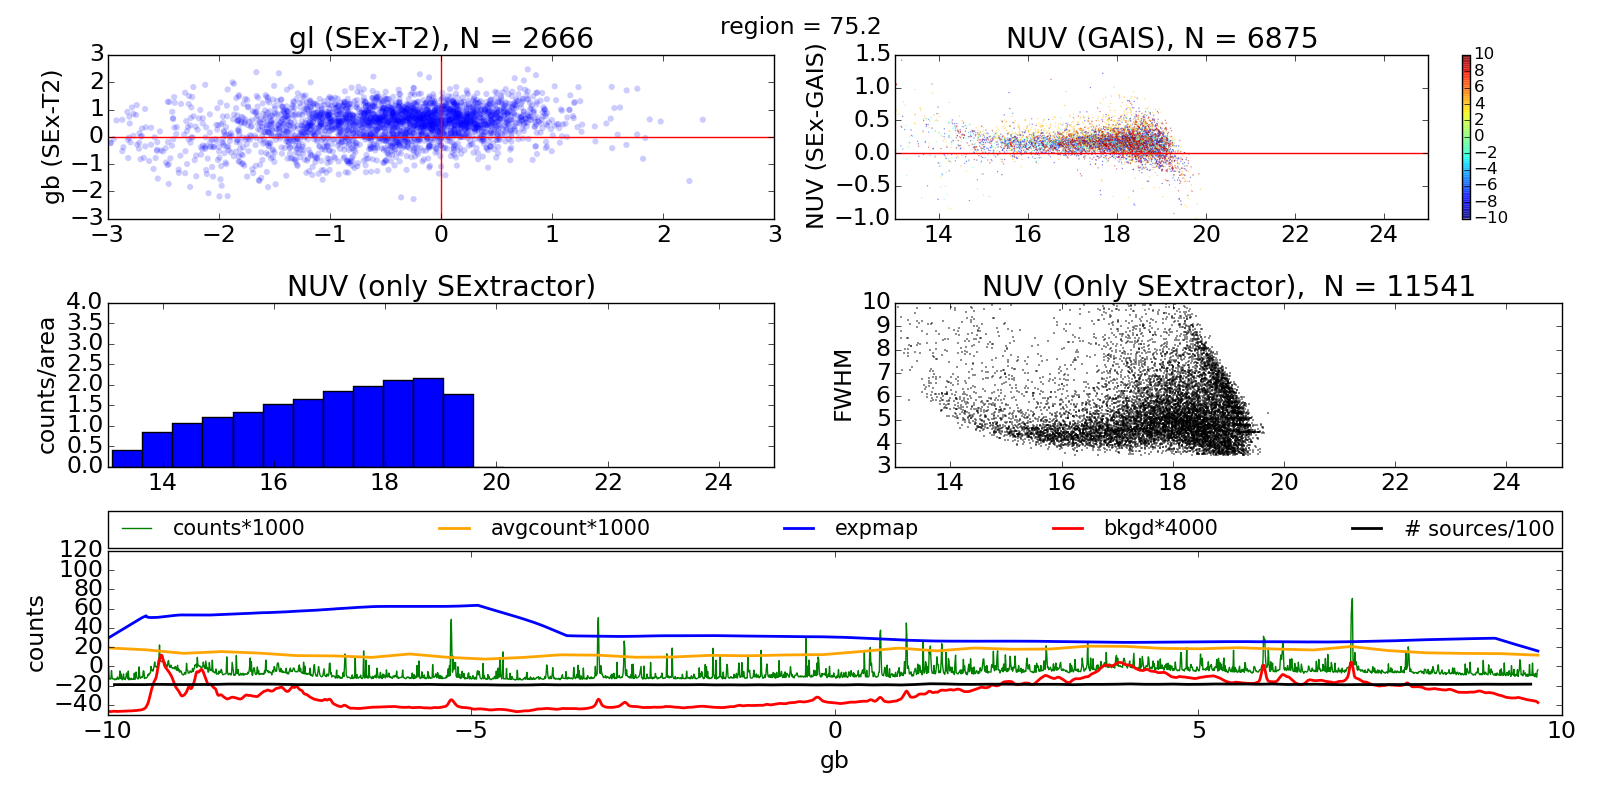 region = 75.2
gl (SEx-T2), N = 2666
gb (SEx-T2)
3
2
1
0
−1
−2
−3
−3 −2 −1 0 1 2 3
NUV (GAIS), N = 6875
NUV (SEx-GAIS)
1.5
1.0
0.5
0.0
−0.5
−1.0
14 16 18 20 22 24
10
8
6
4
2
0
−2
−4
−6
−8
−10
NUV (only SExtractor)
counts/area
4.0
3.5
3.0
2.5
2.0
1.5
1.0
0.5
0.0
14 16 18 20 22 24
NUV (Only SExtractor), N = 11541
FWHM
10
9
8
7
6
5
4
3
14 16 18 20 22 24
counts*1000 avgcount*1000 expmap bkgd*4000 # sources/100
counts
120
100
80
60
40
20
0
−20
−40
−10 −5 0 5 10
gb